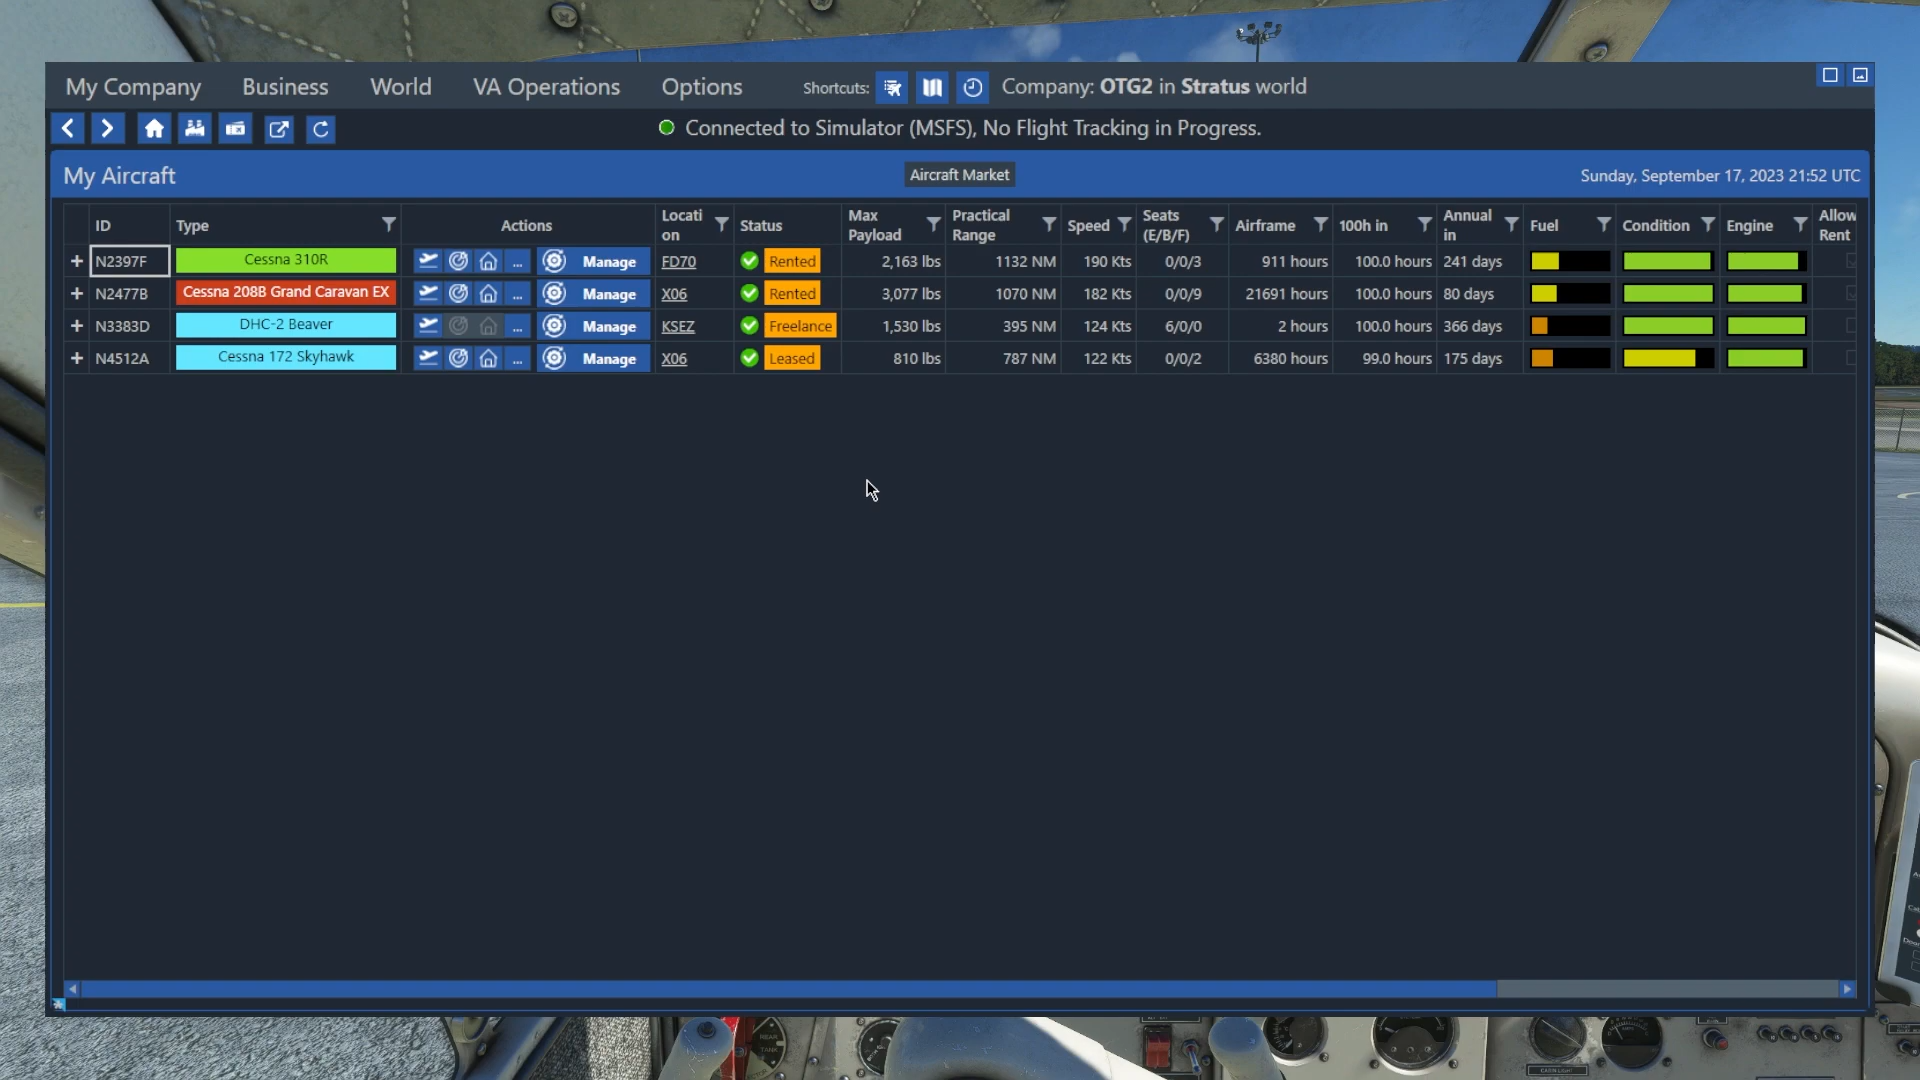 My Company Business World VA Operations Options Shortcuts: Company: OTG2 in Stratus world
Connected to Simulator (MSFS), No Flight Tracking in Progress.
My Aircraft Aircraft Market Sunday, September 17, 2023 21:52 UTC
ID Type Actions Locati on Status Max Payload Practical Range Speed Seats (E/B/F) Airframe 100h in Annual in Fuel Condition Engine Allow Rent
+ N2397F Cessna 310R ... Manage FD70 Rented 2,163 lbs 1132 NM 190 Kts 0/0/3 911 hours 100.0 hours 241 days
+ N2477B Cessna 208B Grand Caravan EX ... Manage X06 Rented 3,077 lbs 1070 NM 182 Kts 0/0/9 21691 hours 100.0 hours 80 days
+ N3383D DHC-2 Beaver ... Manage KSEZ Freelance 1,530 lbs 395 NM 124 Kts 6/0/0 2 hours 100.0 hours 366 days
+ N4512A Cessna 172 Skyhawk ... Manage X06 Leased 810 lbs 787 NM 122 Kts 0/0/2 6380 hours 99.0 hours 175 days